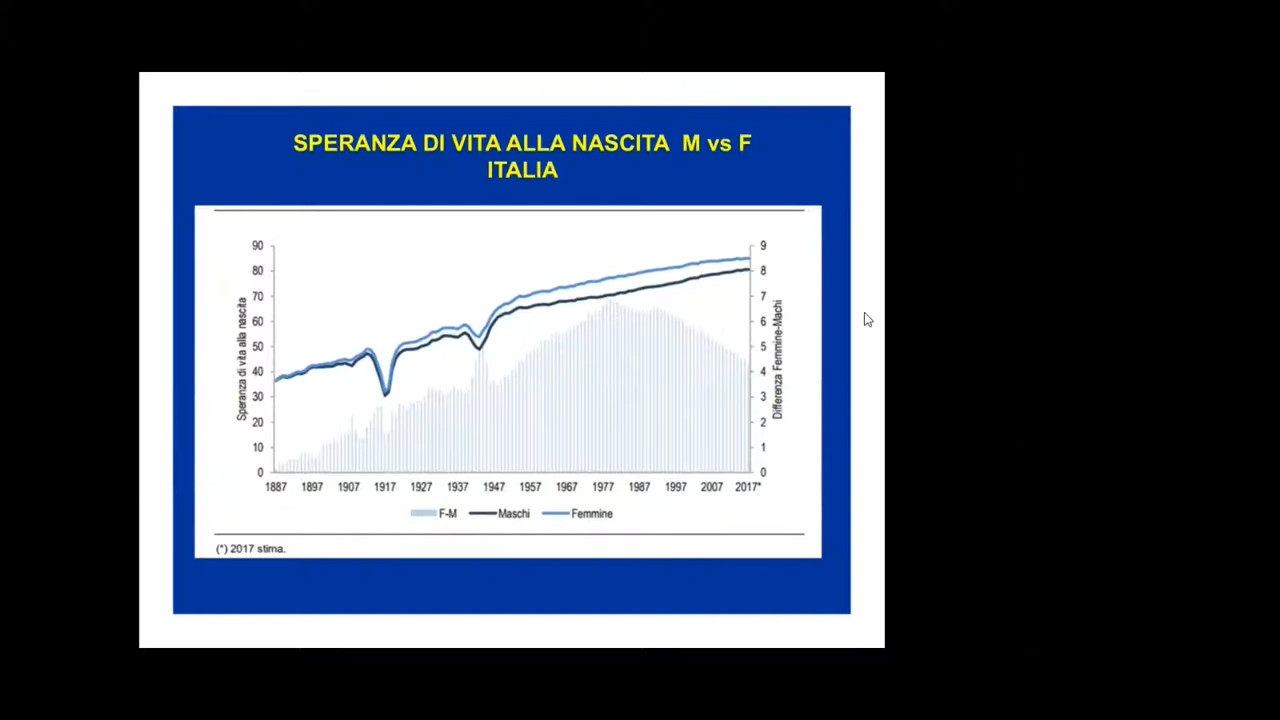 SPERANZA DI VITA ALLA NASCITA M vs F
ITALIA
90
80
70
60
50
40
30
20
10
0
Speranza di vita alla nascita
9
8
7
6
5
4
3
2
1
0
Differenza Femmine-Machi
1887 1897 1907 1917 1927 1937 1947 1957 1967 1977 1987 1997 2007 2017*
F-M Maschi Femmine
(*) 2017 stima.